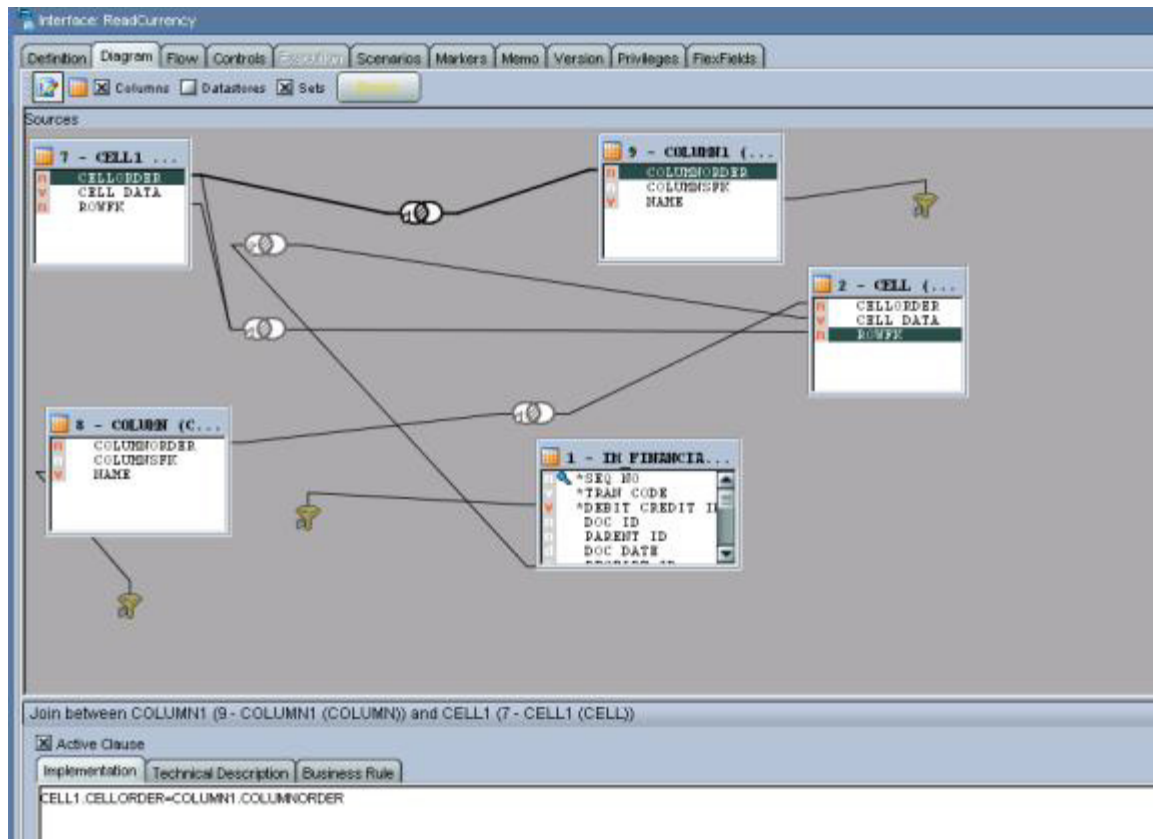 Interface: ReadCurrency
Definition Diagram Flow Controls Execution Scenarios Markers Memo Version Privileges FlexFields
Columns Datastores Sets
Sources
7 - CELL1 ...
CELLORDER
CELL DATA
ROWFK
9 - COLUMN1 (...
COLUMNORDER
COLUMNSFK
NAME
2 - CELL (...
CELLORDER
CELL DATA
ROWFK
8 - COLUMN (C...
COLUMNORDER
COLUMNSFK
NAME
1 - IN_FINANCIA...
*SEQ NO
*TRAN CODE
*DEBIT CREDIT I
DOC ID
PARENT ID
DOC DATE
Join between COLUMN1 (9 - COLUMN1 (COLUMN)) and CELL1 (7 - CELL1 (CELL))
Active Clause
Implementation Technical Description Business Rule
CELL1.CELLORDER=COLUMN1.COLUMNORDER